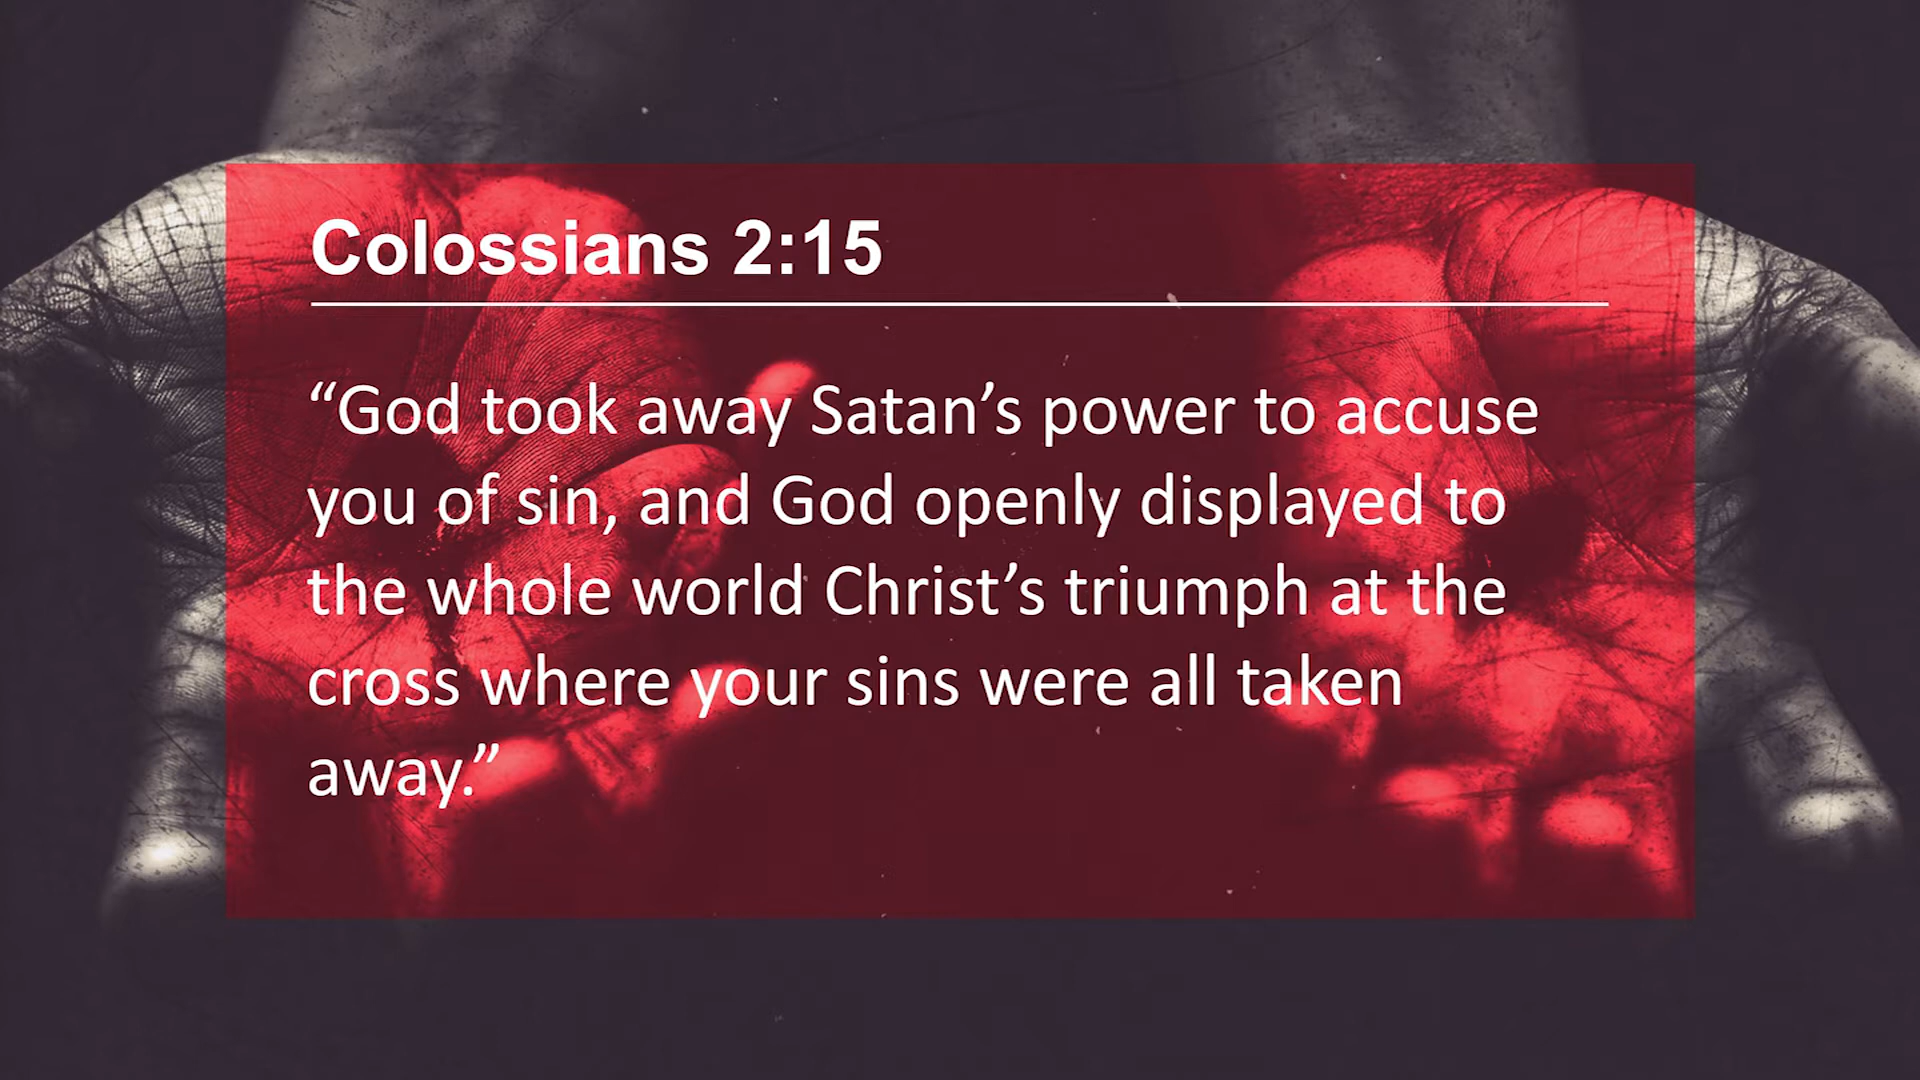 Colossians 2:15
“God took away Satan’s power to accuse
you of sin, and God openly displayed to
the whole world Christ’s triumph at the
cross where your sins were all taken
away.”